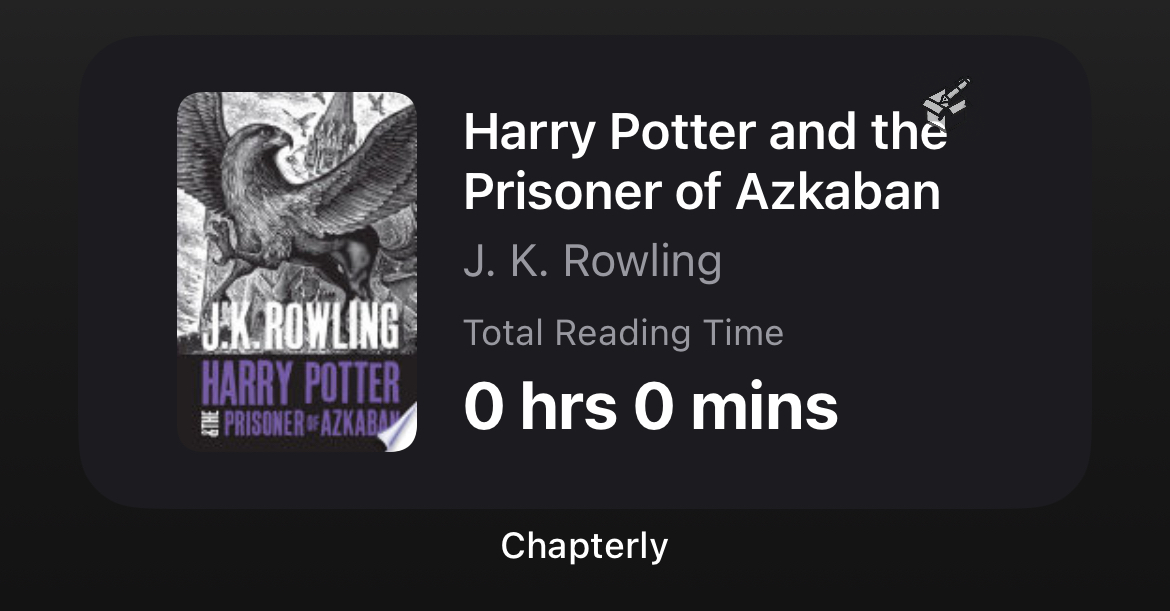 J.K.ROWLING
HARRY POTTER
&THE PRISONER OF AZKABAN
Harry Potter and the
Prisoner of Azkaban
J. K. Rowling
Total Reading Time
0 hrs 0 mins
Chapterly